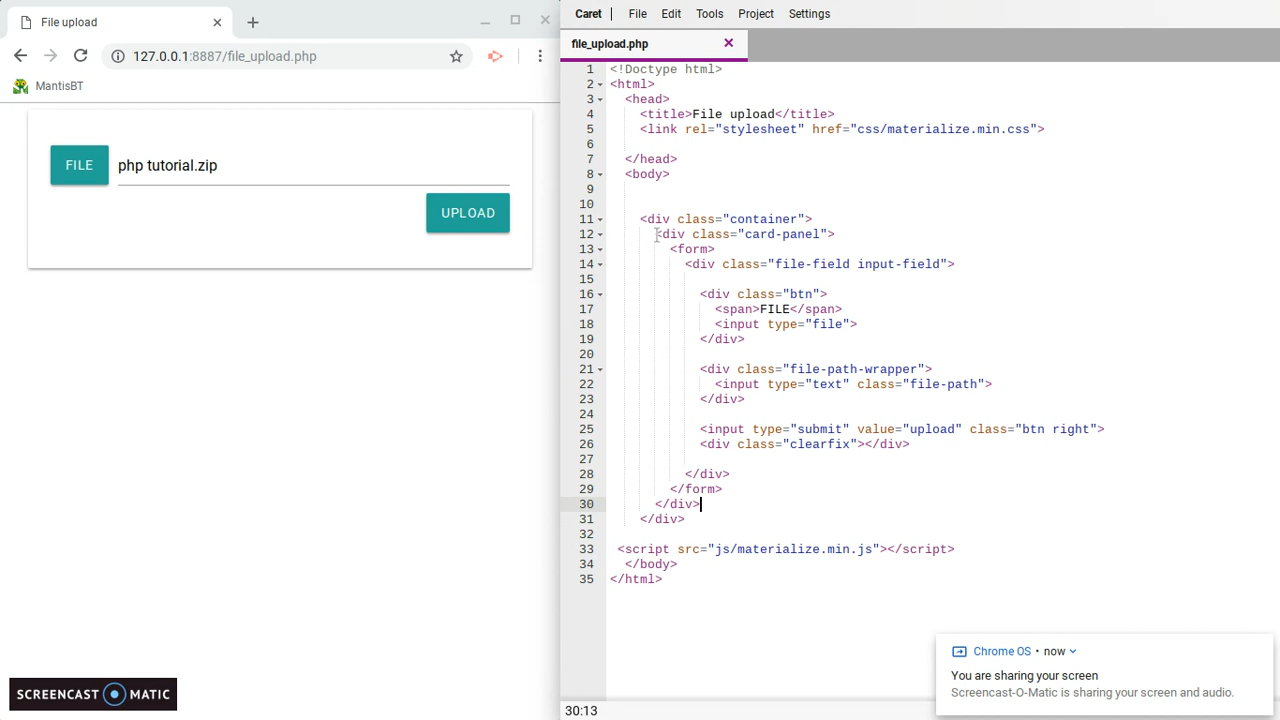 File upload
127.0.0.1:8887/file_upload.php
MantisBT
FILE
php tutorial.zip
UPLOAD
SCREENCAST MATIC
Caret File Edit Tools Project Settings
file_upload.php
1 <!Doctype html>
2 <html>
3 <head>
4 <title>File upload</title>
5 <link rel="stylesheet" href="css/materialize.min.css">
6
7 </head>
8 <body>
9
10
11 <div class="container">
12 <div class="card-panel">
13 <form>
14 <div class="file-field input-field">
15
16 <div class="btn">
17 <span>FILE</span>
18 <input type="file">
19 </div>
20
21 <div class="file-path-wrapper">
22 <input type="text" class="file-path">
23 </div>
24
25 <input type="submit" value="upload" class="btn right">
26 <div class="clearfix"></div>
27
28 </div>
29 </form>
30 </div>
31 </div>
32
33 <script src="js/materialize.min.js"></script>
34 </body>
35 </html>
Chrome OS • now
You are sharing your screen
Screencast-O-Matic is sharing your screen and audio.
30:13